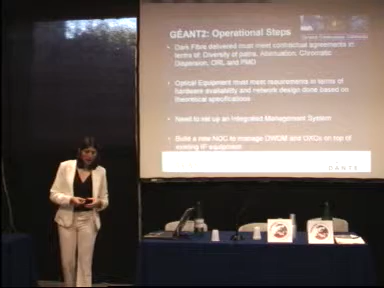 GÉANT2: Operational Steps
• Dark Fibre delivered must meet contractual agreements in
terms of: Diversity of paths, Attenuation, Chromatic
Dispersion, ORL and PMD
• Optical Equipment must meet requirements in terms of
hardware availability and network design done based on
theoretical specifications
• Need to set up an Integrated Management System
• Build a new NOC to manage DWDM and OXCs on top of
existing IP equipment
DANTE